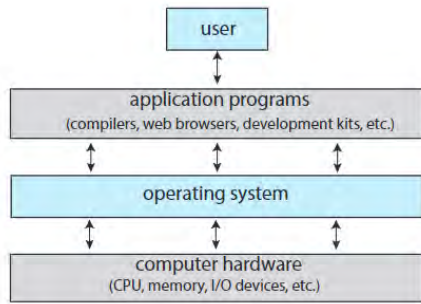 user
application programs
(compilers, web browsers, development kits, etc.)
operating system
computer hardware
(CPU, memory, I/O devices, etc.)